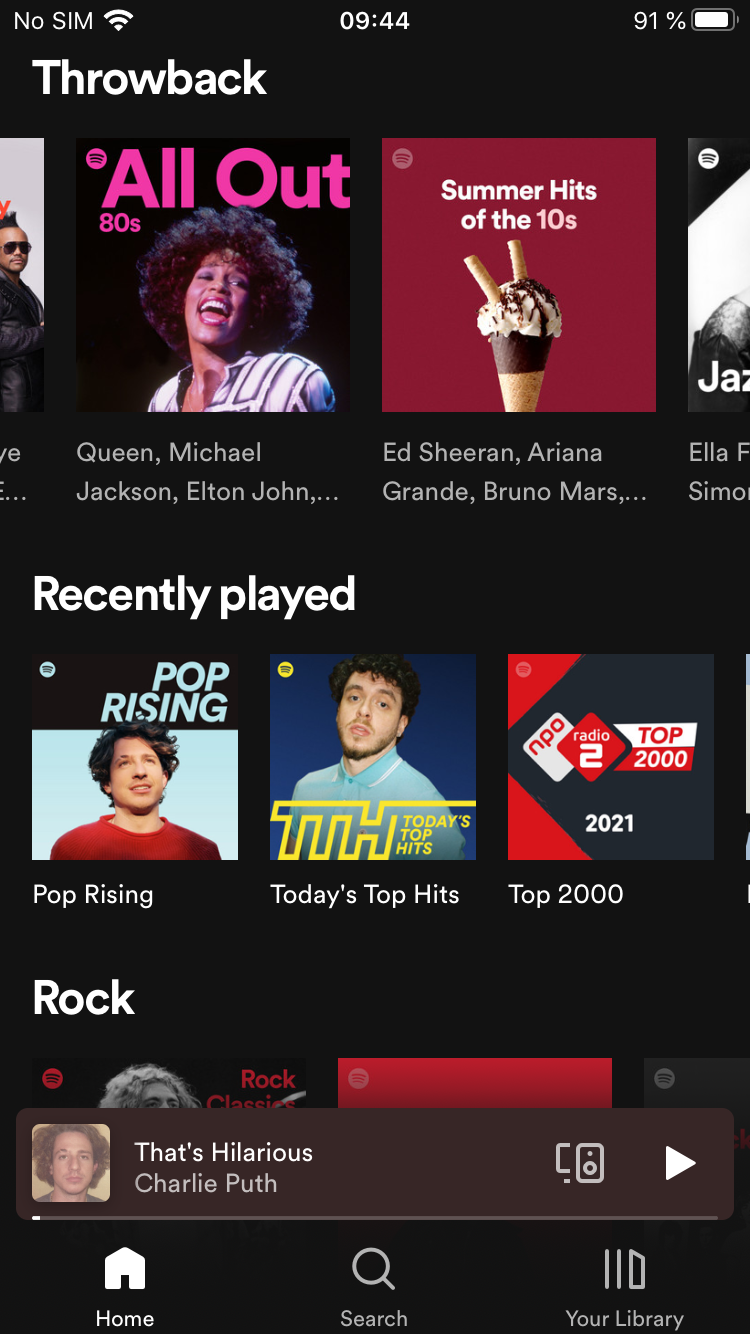 No SIM 09:44 91 %
Throwback
All Out
80s
Summer Hits
of the 10s
Queen, Michael
Jackson, Elton John,...
Ed Sheeran, Ariana
Grande, Bruno Mars,...
Ella F
Recently played
POP
RISING
TTH TODAY'S
TOP
HITS
npo radio 2 TOP
2000
2021
Pop Rising
Today's Top Hits
Top 2000
Rock
Rock
Classics
That's Hilarious
Charlie Puth
Home
Search
Your Library